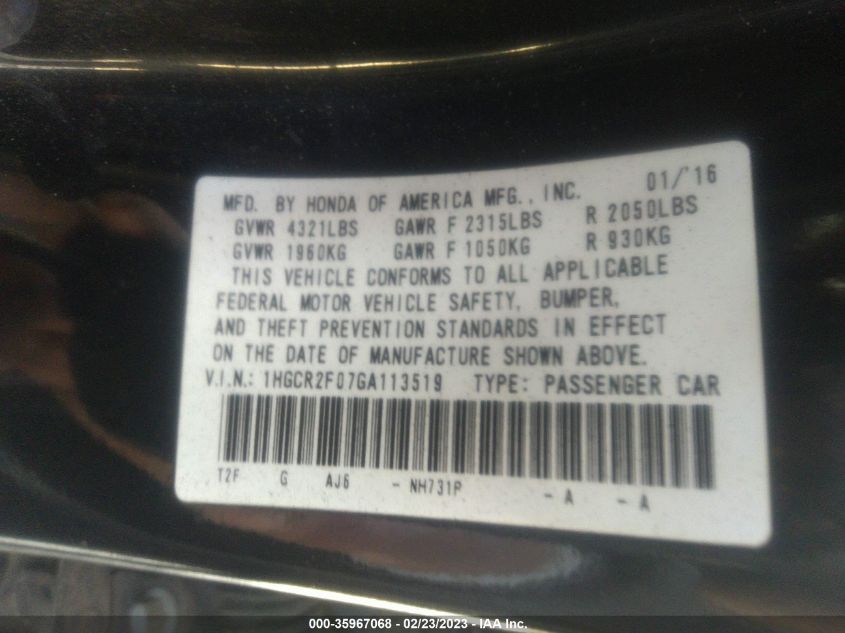 MFD. BY HONDA OF AMERICA MFG., INC. 01/'16
GVWR 4321LBS GAWR F 2315LBS R 2050LBS
GVWR 1960KG GAWR F 1050KG R 930KG
THIS VEHICLE CONFORMS TO ALL APPLICABLE
FEDERAL MOTOR VEHICLE SAFETY, BUMPER,
AND THEFT PREVENTION STANDARDS IN EFFECT
ON THE DATE OF MANUFACTURE SHOWN ABOVE.
V.I.N.: 1HGCR2F07GA113519 TYPE: PASSENGER CAR
T2F G AJ6 - NH731P - A - A
000-35967068 - 02/23/2023 - IAA Inc.